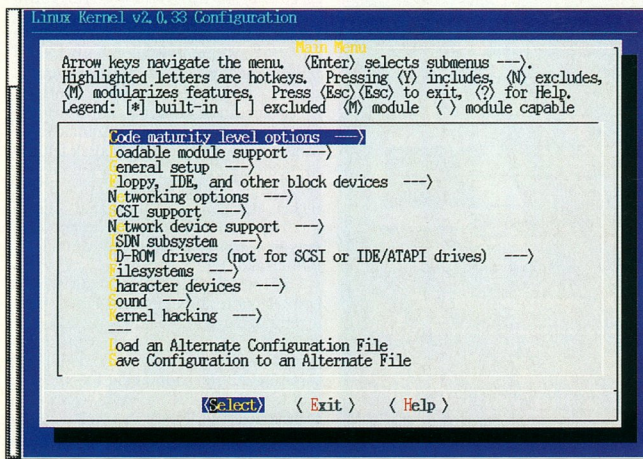 Linux Kernel v2.0.33 Configuration
Main Menu
Arrow keys navigate the menu. <Enter> selects submenus --->.
Highlighted letters are hotkeys. Pressing <Y> includes, <N> excludes,
<M> modularizes features. Press <Esc><Esc> to exit, <?> for Help.
Legend: [*] built-in [ ] excluded <M> module < > module capable
Code maturity level options --->
Loadable module support --->
General setup --->
Floppy, IDE, and other block devices --->
Networking options --->
SCSI support --->
Network device support --->
ISDN subsystem --->
CD-ROM drivers (not for SCSI or IDE/ATAPI drives) --->
Filesystems --->
Character devices --->
Sound --->
Kernel hacking --->
---
Load an Alternate Configuration File
Save Configuration to an Alternate File
<Select> < Exit > < Help >